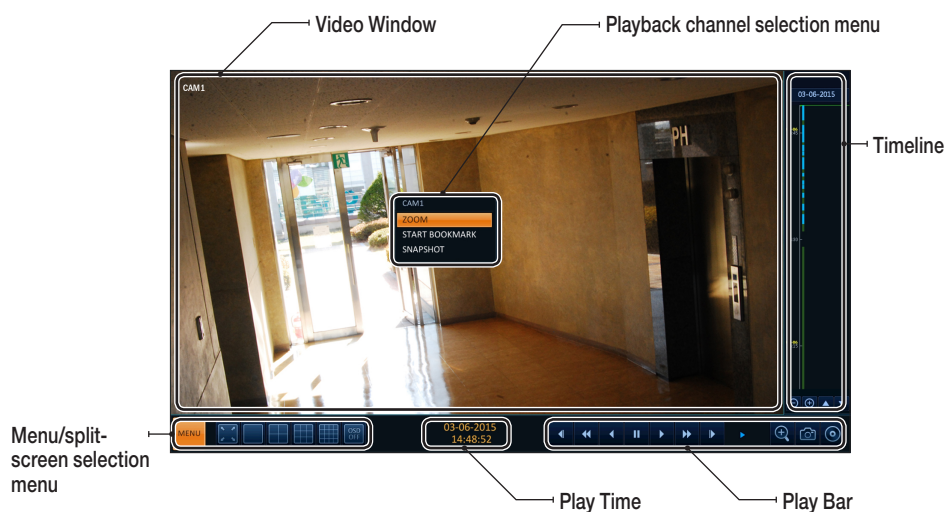 Video Window
Playback channel selection menu
CAM1
03-06-2015
PH
Timeline
CAM1
ZOOM
START BOOKMARK
SNAPSHOT
Menu/split-
screen selection
menu
MENU
OSD
OFF
03-06-2015
14:48:52
Play Time
Play Bar